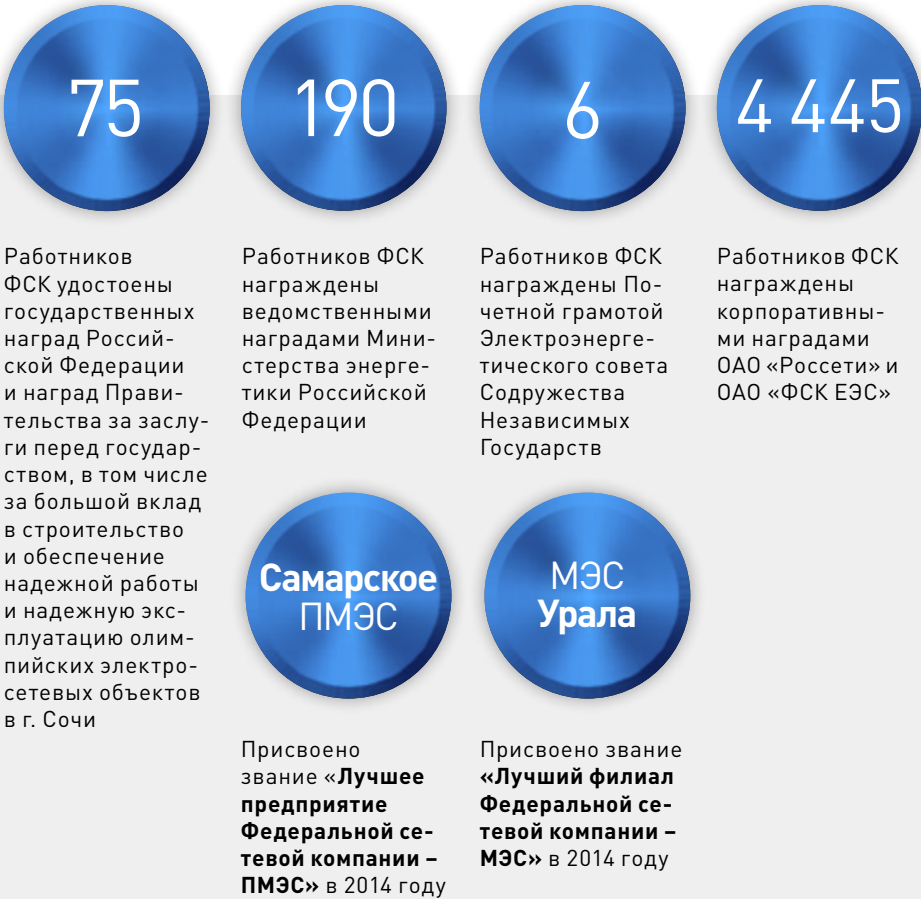 75
Работников
ФСК удостоены
государственных
наград Россий-
ской Федерации
и наград Прави-
тельства за заслу-
ги перед государ-
ством, в том числе
за большой вклад
в строительство
и обеспечение
надежной работы
и надежную экс-
плуатацию олим-
пийских электро-
сетевых объектов
в г. Сочи
190
Работников ФСК
награждены
ведомственными
наградами Мини-
стерства энерге-
тики Российской
Федерации
6
Работников ФСК
награждены По-
четной грамотой
Электроэнерге-
тического совета
Содружества
Независимых
Государств
4 445
Работников ФСК
награждены
корпоративны-
ми наградами
ОАО «Россети» и
ОАО «ФСК ЕЭС»
Самарское
ПМЭС
Присвоено
звание «Лучшее
предприятие
Федеральной се-
тевой компании –
ПМЭС» в 2014 году
МЭС
Урала
Присвоено звание
«Лучший филиал
Федеральной се-
тевой компании –
МЭС» в 2014 году